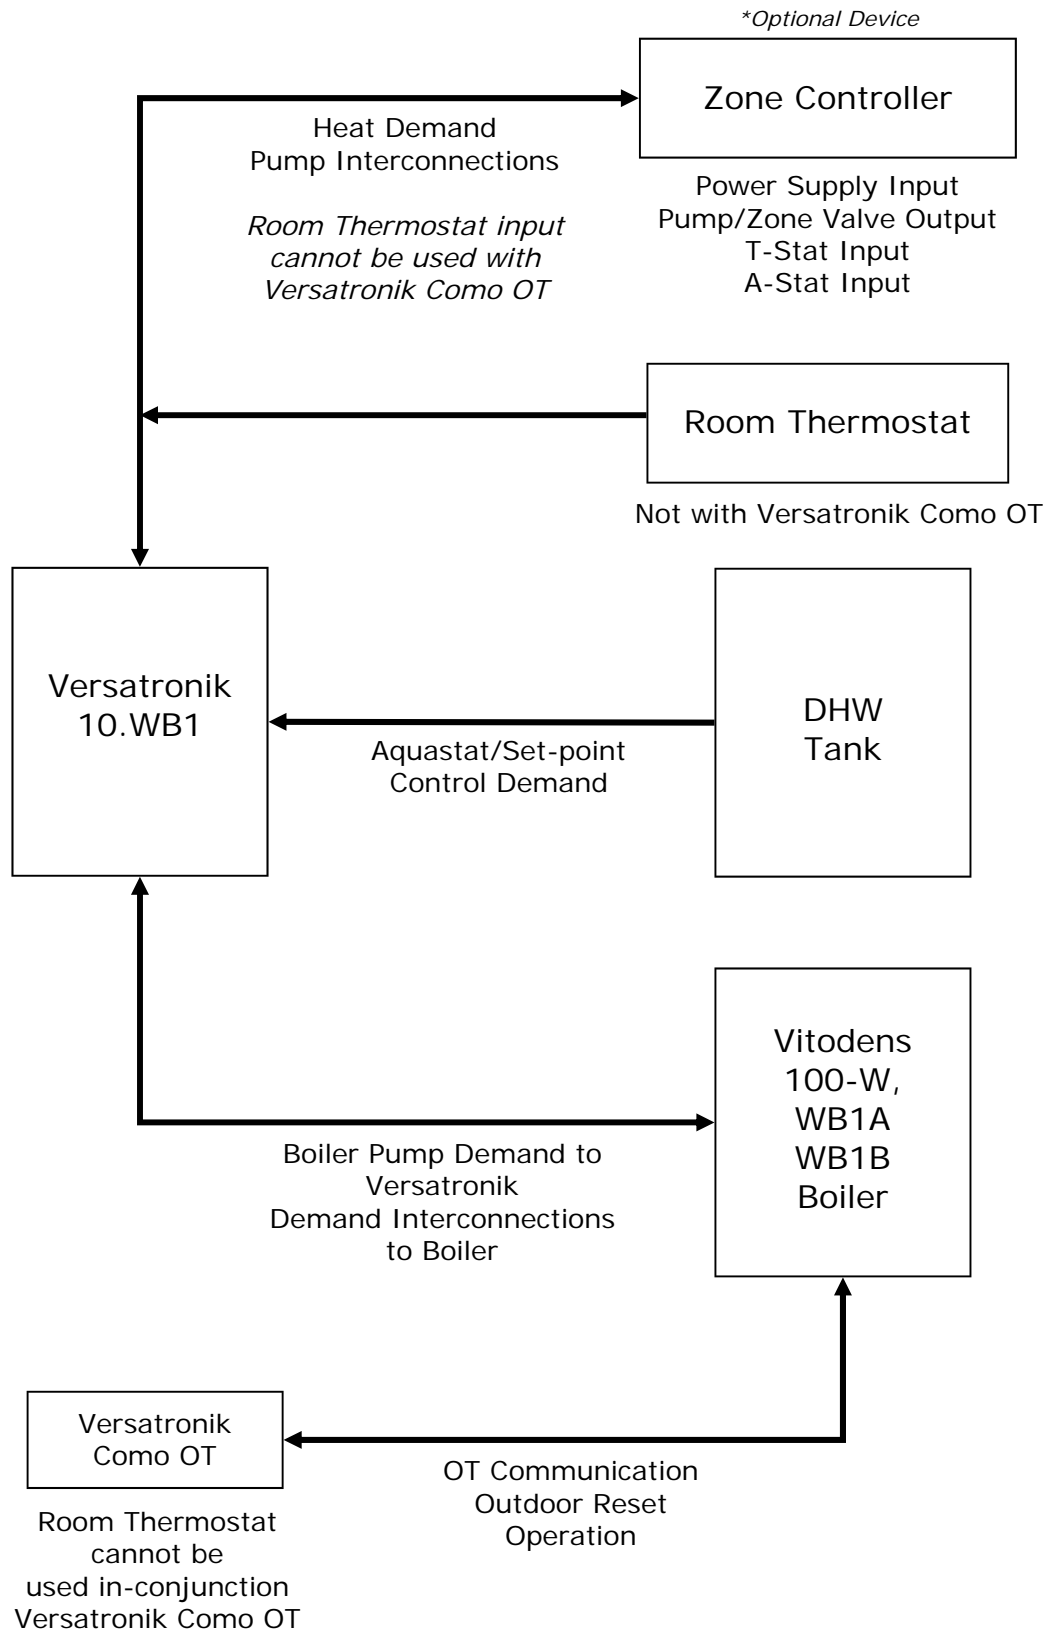 *Optional Device
Zone Controller
Heat Demand
Pump Interconnections
Room Thermostat input
cannot be used with
Versatronik Como OT
Power Supply Input
Pump/Zone Valve Output
T-Stat Input
A-Stat Input
Room Thermostat
Not with Versatronik Como OT
Versatronik
10.WB1
DHW
Tank
Aquastat/Set-point
Control Demand
Vitodens
100-W,
WB1A
WB1B
Boiler
Boiler Pump Demand to
Versatronik
Demand Interconnections
to Boiler
Versatronik
Como OT
OT Communication
Outdoor Reset
Operation
Room Thermostat
cannot be
used in-conjunction
Versatronik Como OT